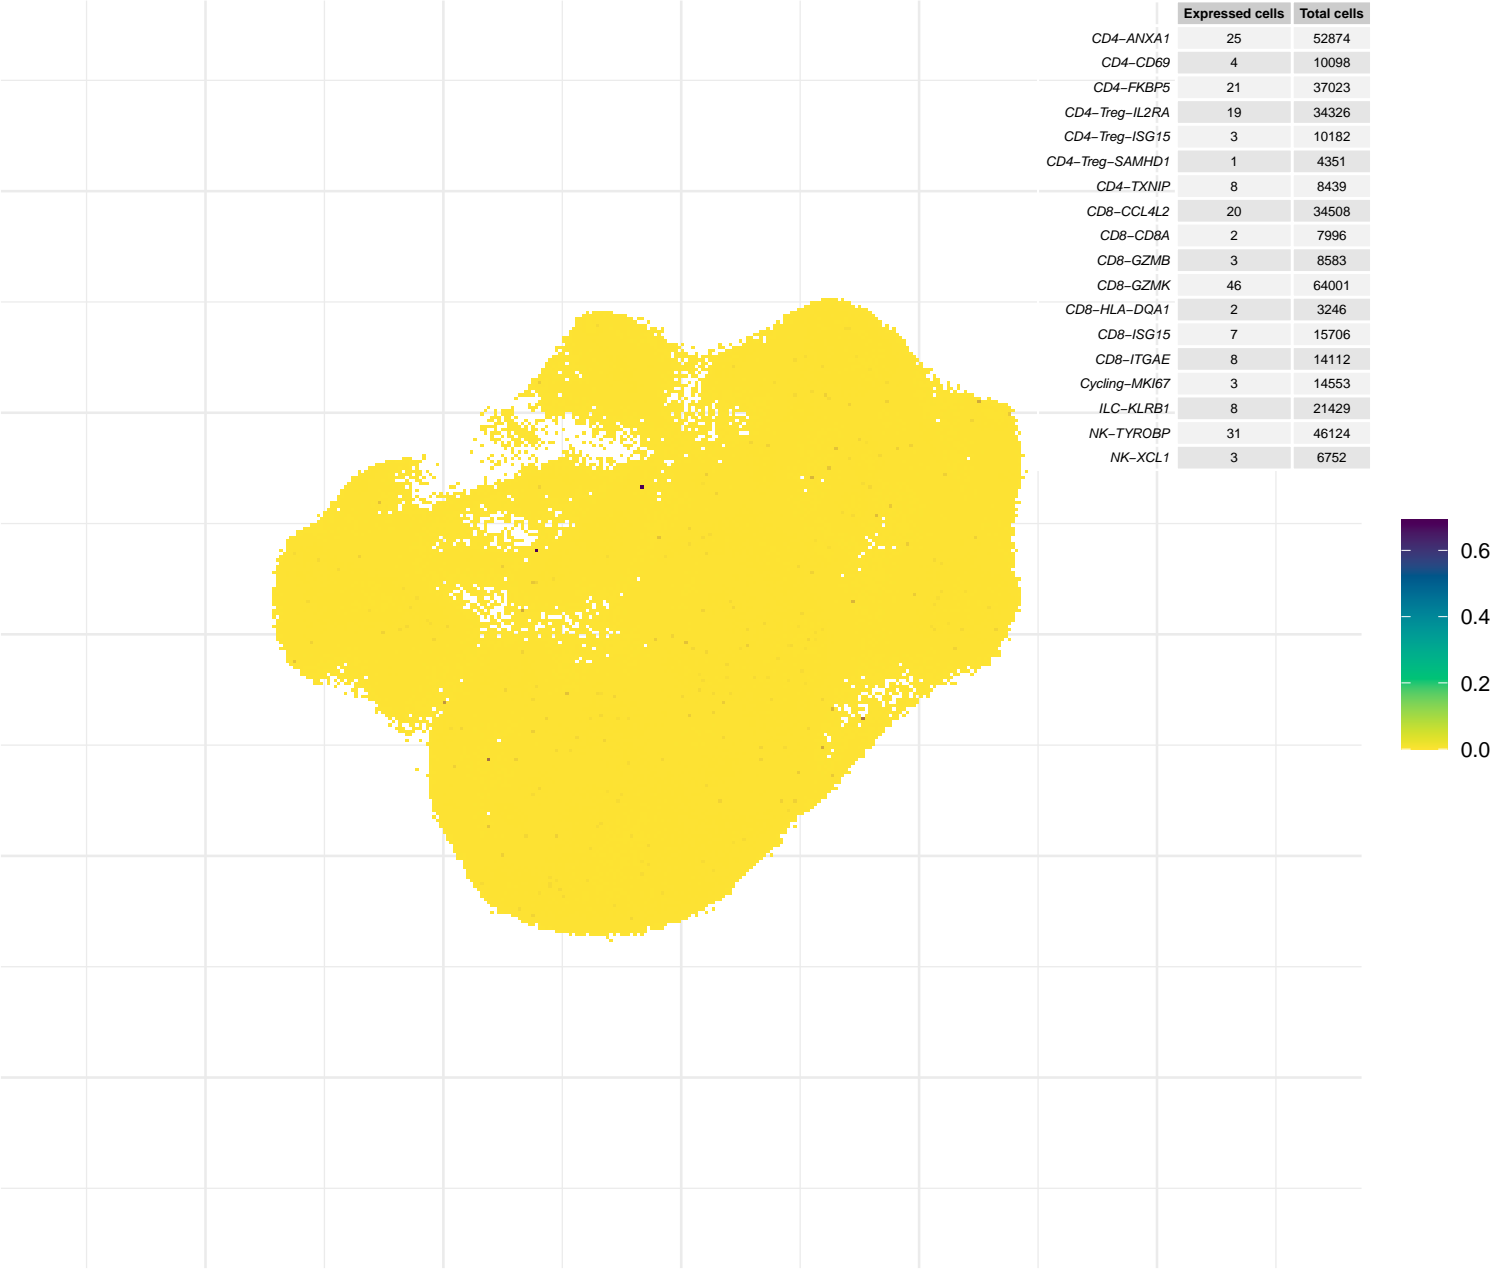 Expressed cells Total cells
CD4−ANXA1 25 52874
CD4−CD69 4 10098
CD4−FKBP5 21 37023
CD4−Treg−IL2RA 19 34326
CD4−Treg−ISG15 3 10182
CD4−Treg−SAMHD1 1 4351
CD4−TXNIP 8 8439
CD8−CCL4L2 20 34508
CD8−CD8A 2 7996
CD8−GZMB 3 8583
CD8−GZMK 46 64001
CD8−HLA−DQA1 2 3246
CD8−ISG15 7 15706
CD8−ITGAE 8 14112
Cycling−MKI67 3 14553
ILC−KLRB1 8 21429
NK−TYROBP 31 46124
NK−XCL1 3 6752
0.6
0.4
0.2
0.0